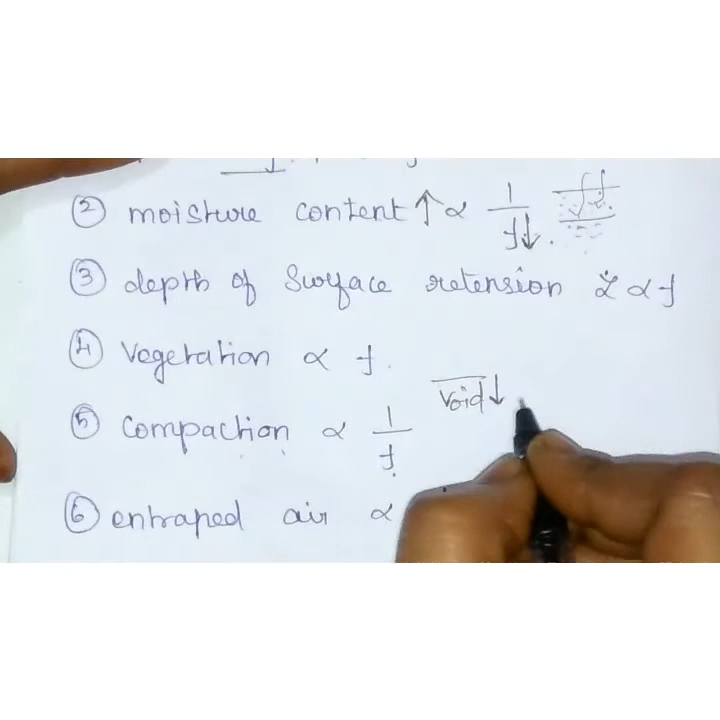 ② moisture content ↑ ∝ 1/f↓.
③ depth of surface retension ∝ f
④ Vegetation ∝ f.
void↓
⑤ Compaction ∝ 1/f
⑥ entraped air ∝